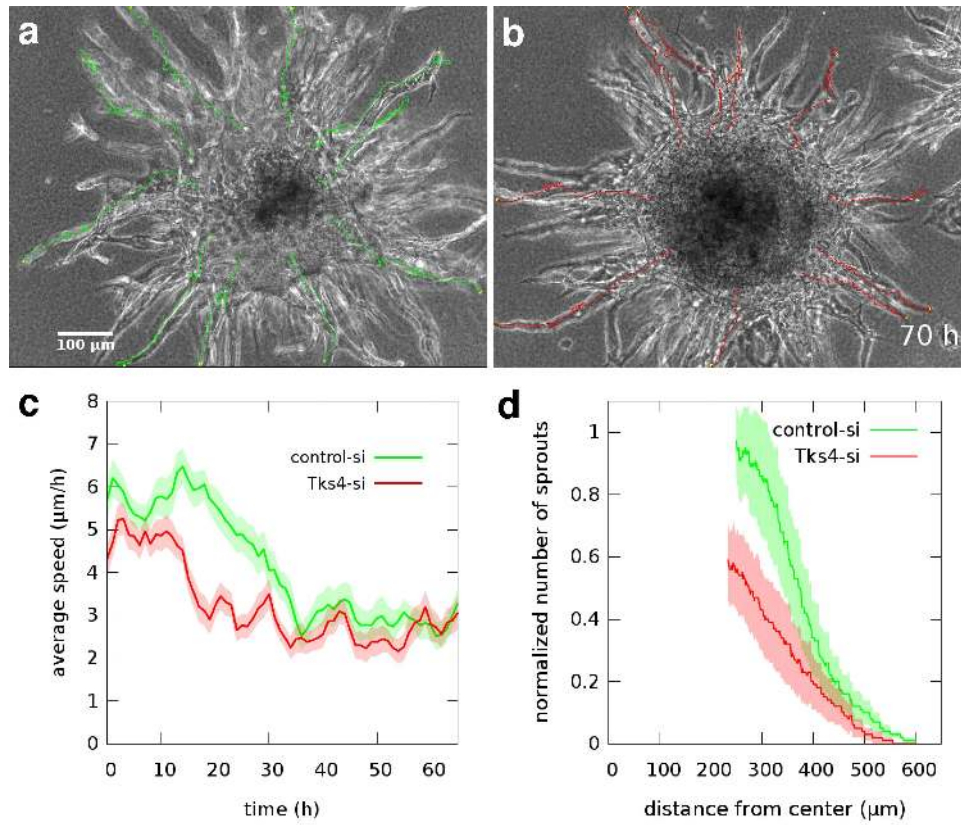 a
b
100 µm
70 h
c
8
7
6
5
4
3
2
1
0
average speed (µm/h)
control-si
Tks4-si
0 10 20 30 40 50 60
time (h)
d
1
0.8
0.6
0.4
0.2
0
normalized number of sprouts
control-si
Tks4-si
0 100 200 300 400 500 600
distance from center (µm)